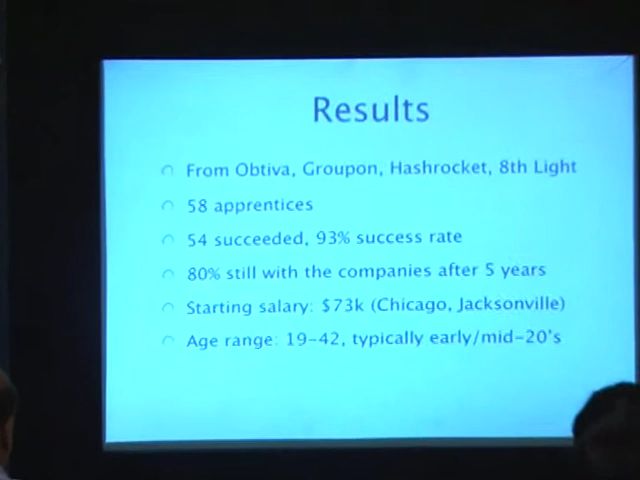 Results
From Obtiva, Groupon, Hashrocket, 8th Light
58 apprentices
54 succeeded, 93% success rate
80% still with the companies after 5 years
Starting salary: $73k (Chicago, Jacksonville)
Age range: 19-42, typically early/mid-20's